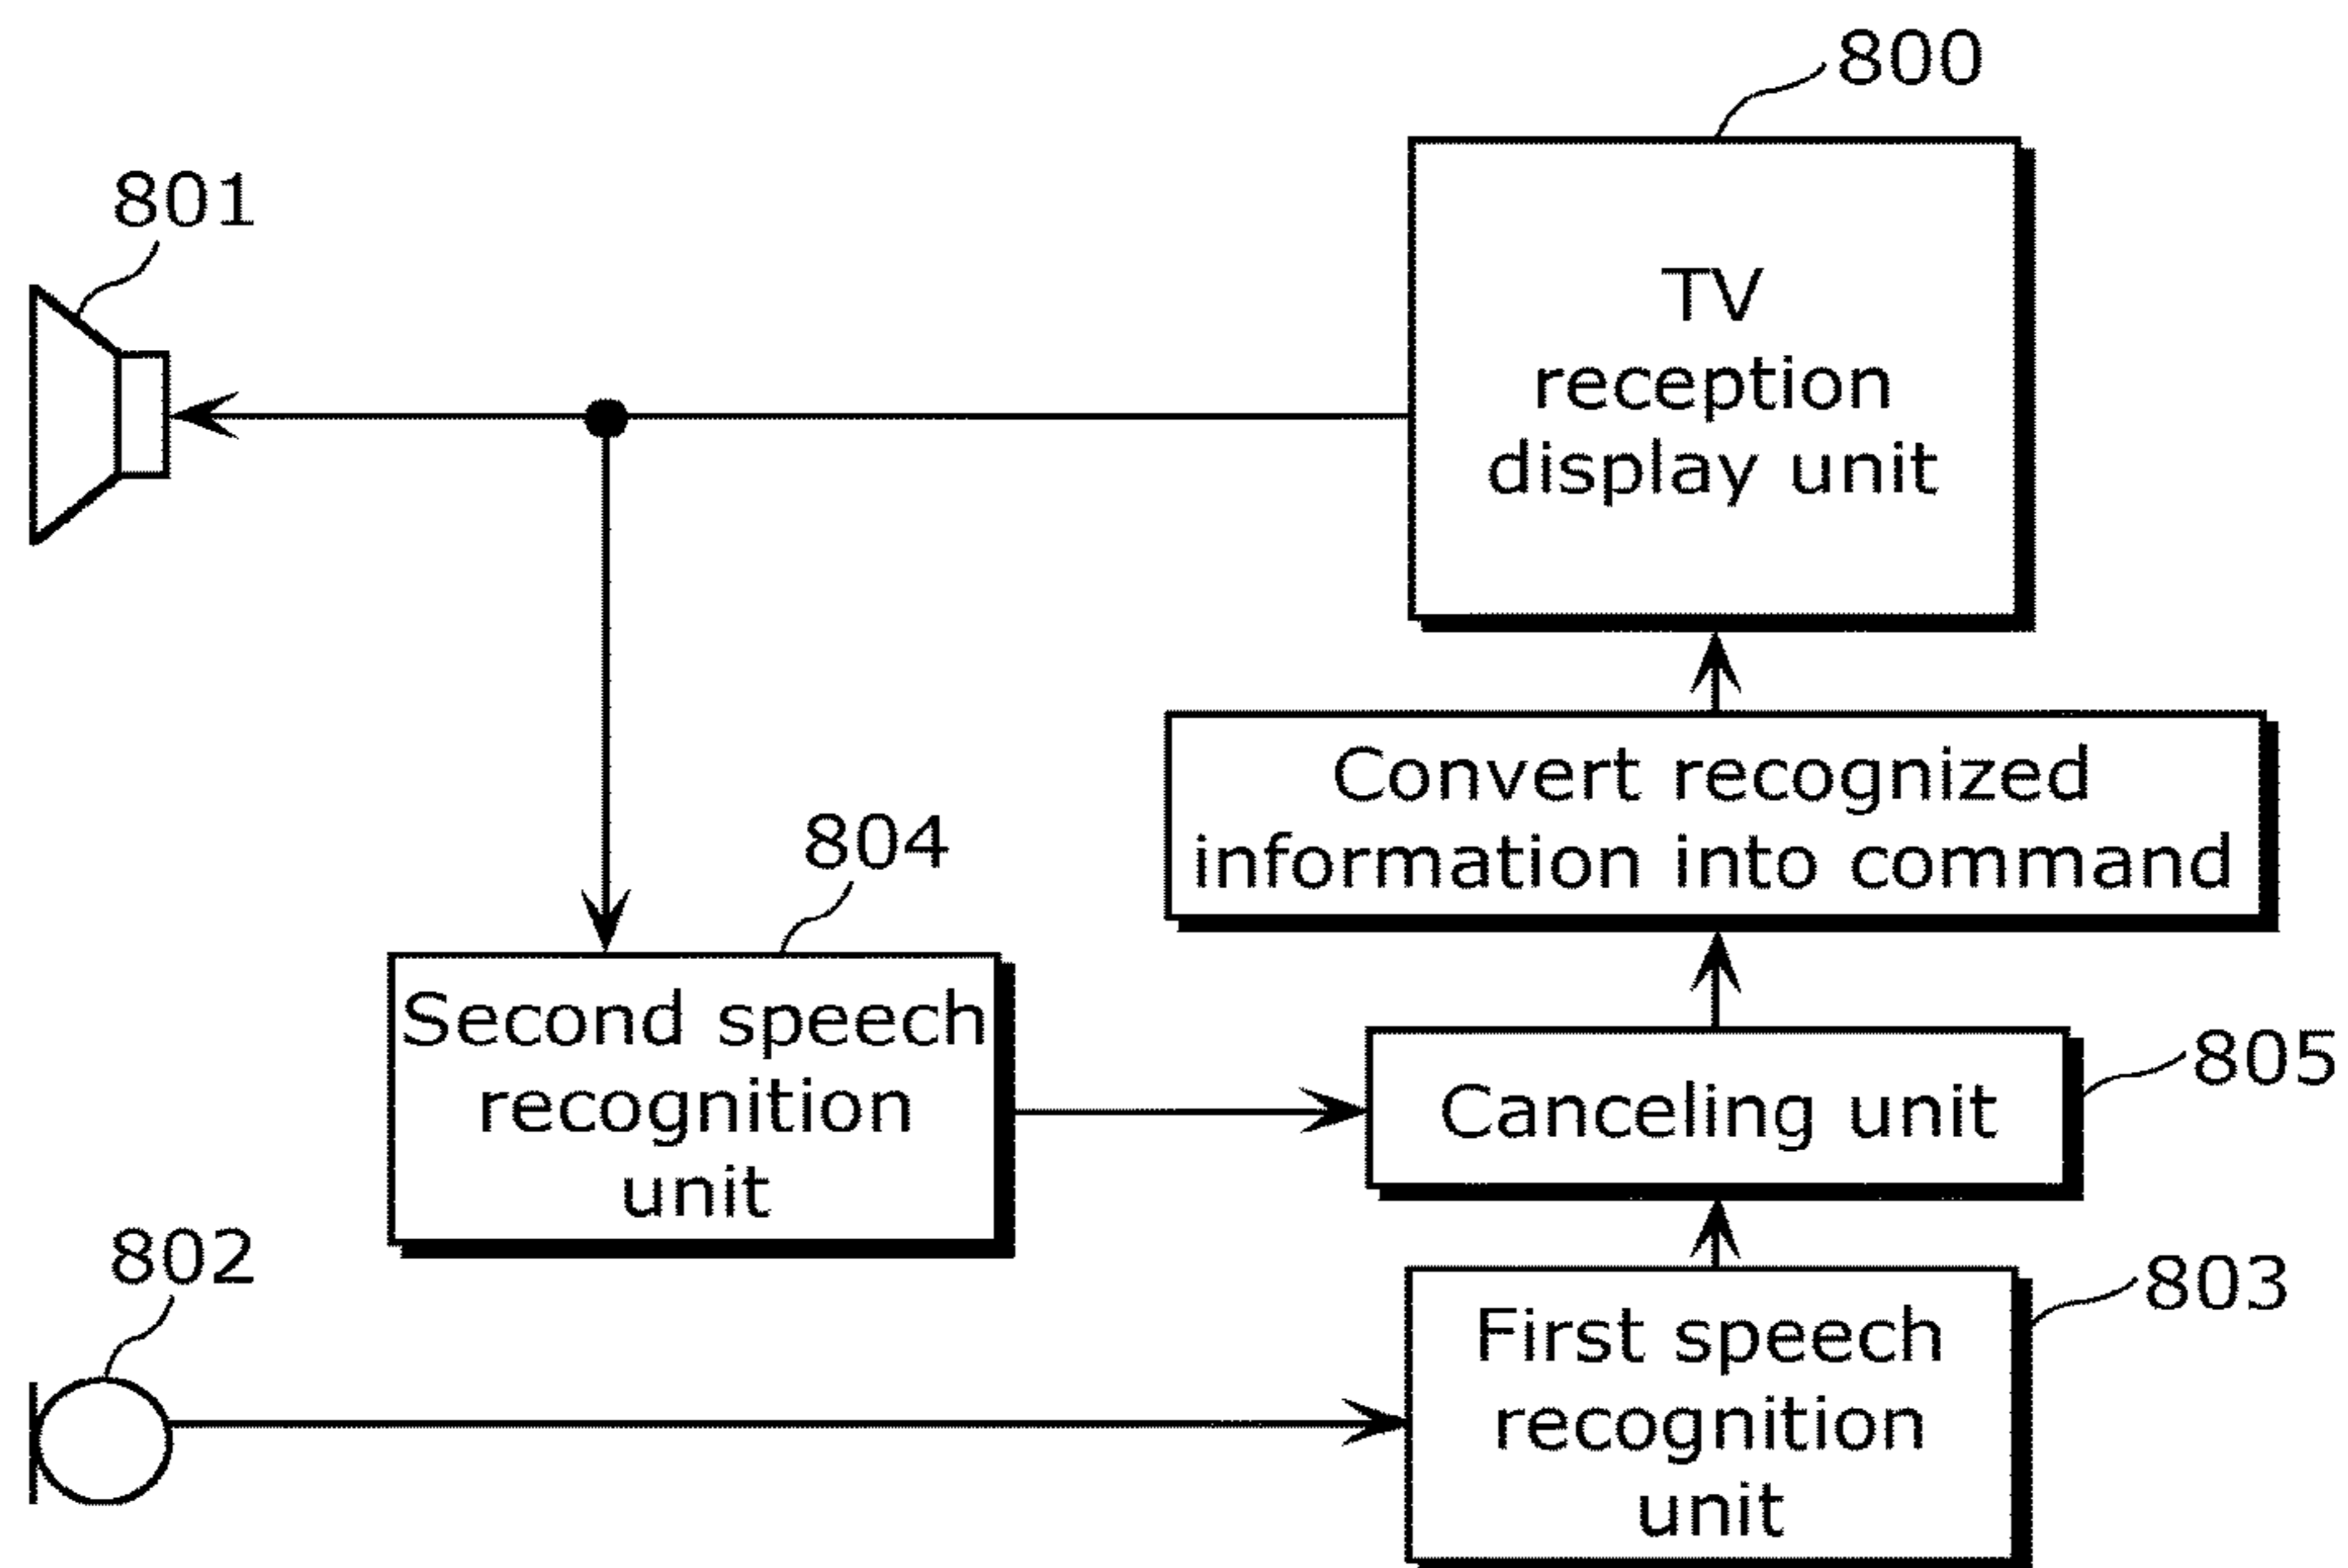 800
801
TV
reception
display unit
Convert recognized
information into command
804
Second speech
recognition
unit
805
Canceling unit
802
803
First speech
recognition
unit